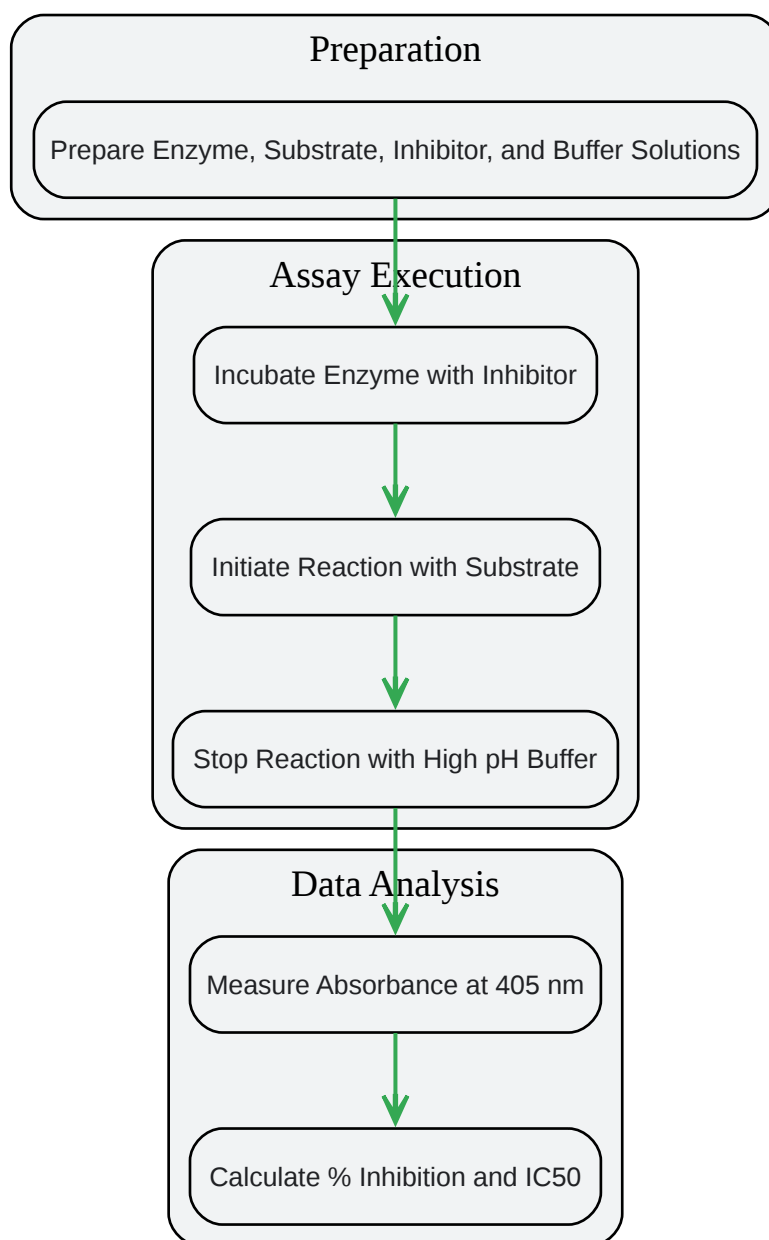 Preparation
Prepare Enzyme, Substrate, Inhibitor, and Buffer Solutions
Assay Execution
Incubate Enzyme with Inhibitor
Initiate Reaction with Substrate
Stop Reaction with High pH Buffer
Data Analysis
Measure Absorbance at 405 nm
Calculate % Inhibition and IC50